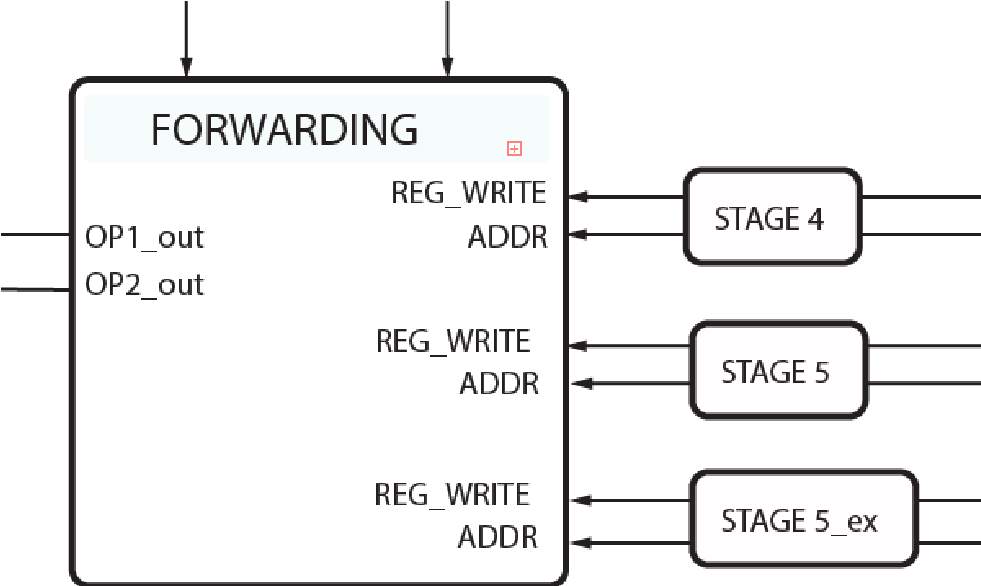 FORWARDING
REG_WRITE
ADDR
STAGE 4
OP1_out
OP2_out
REG_WRITE
ADDR
STAGE 5
REG_WRITE
ADDR
STAGE 5_ex